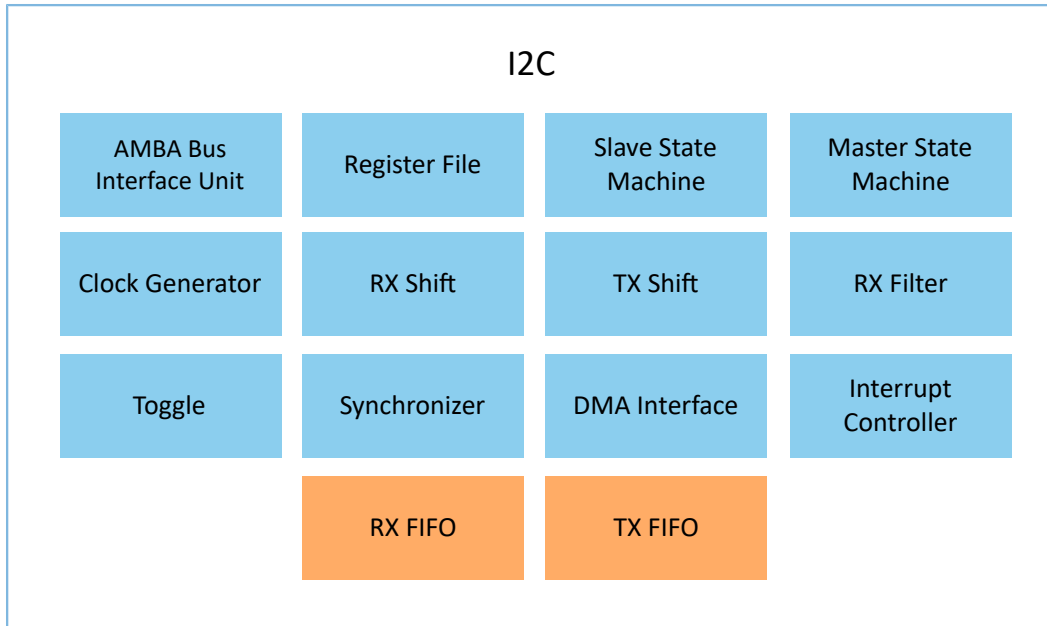 I2C
AMBA Bus
Interface Unit
Register File
Slave State
Machine
Master State
Machine
Clock Generator
RX Shift
TX Shift
RX Filter
Toggle
Synchronizer
DMA Interface
Interrupt
Controller
RX FIFO
TX FIFO